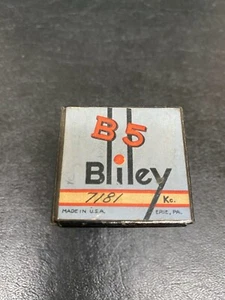 B5
Bliley
7181 Kc.
MADE IN U.S.A. ERIE, PA.